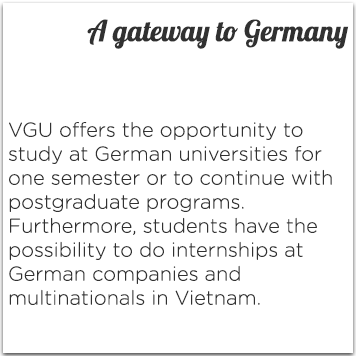 A gateway to Germany
VGU offers the opportunity to
study at German universities for
one semester or to continue with
postgraduate programs.
Furthermore, students have the
possibility to do internships at
German companies and
multinationals in Vietnam.